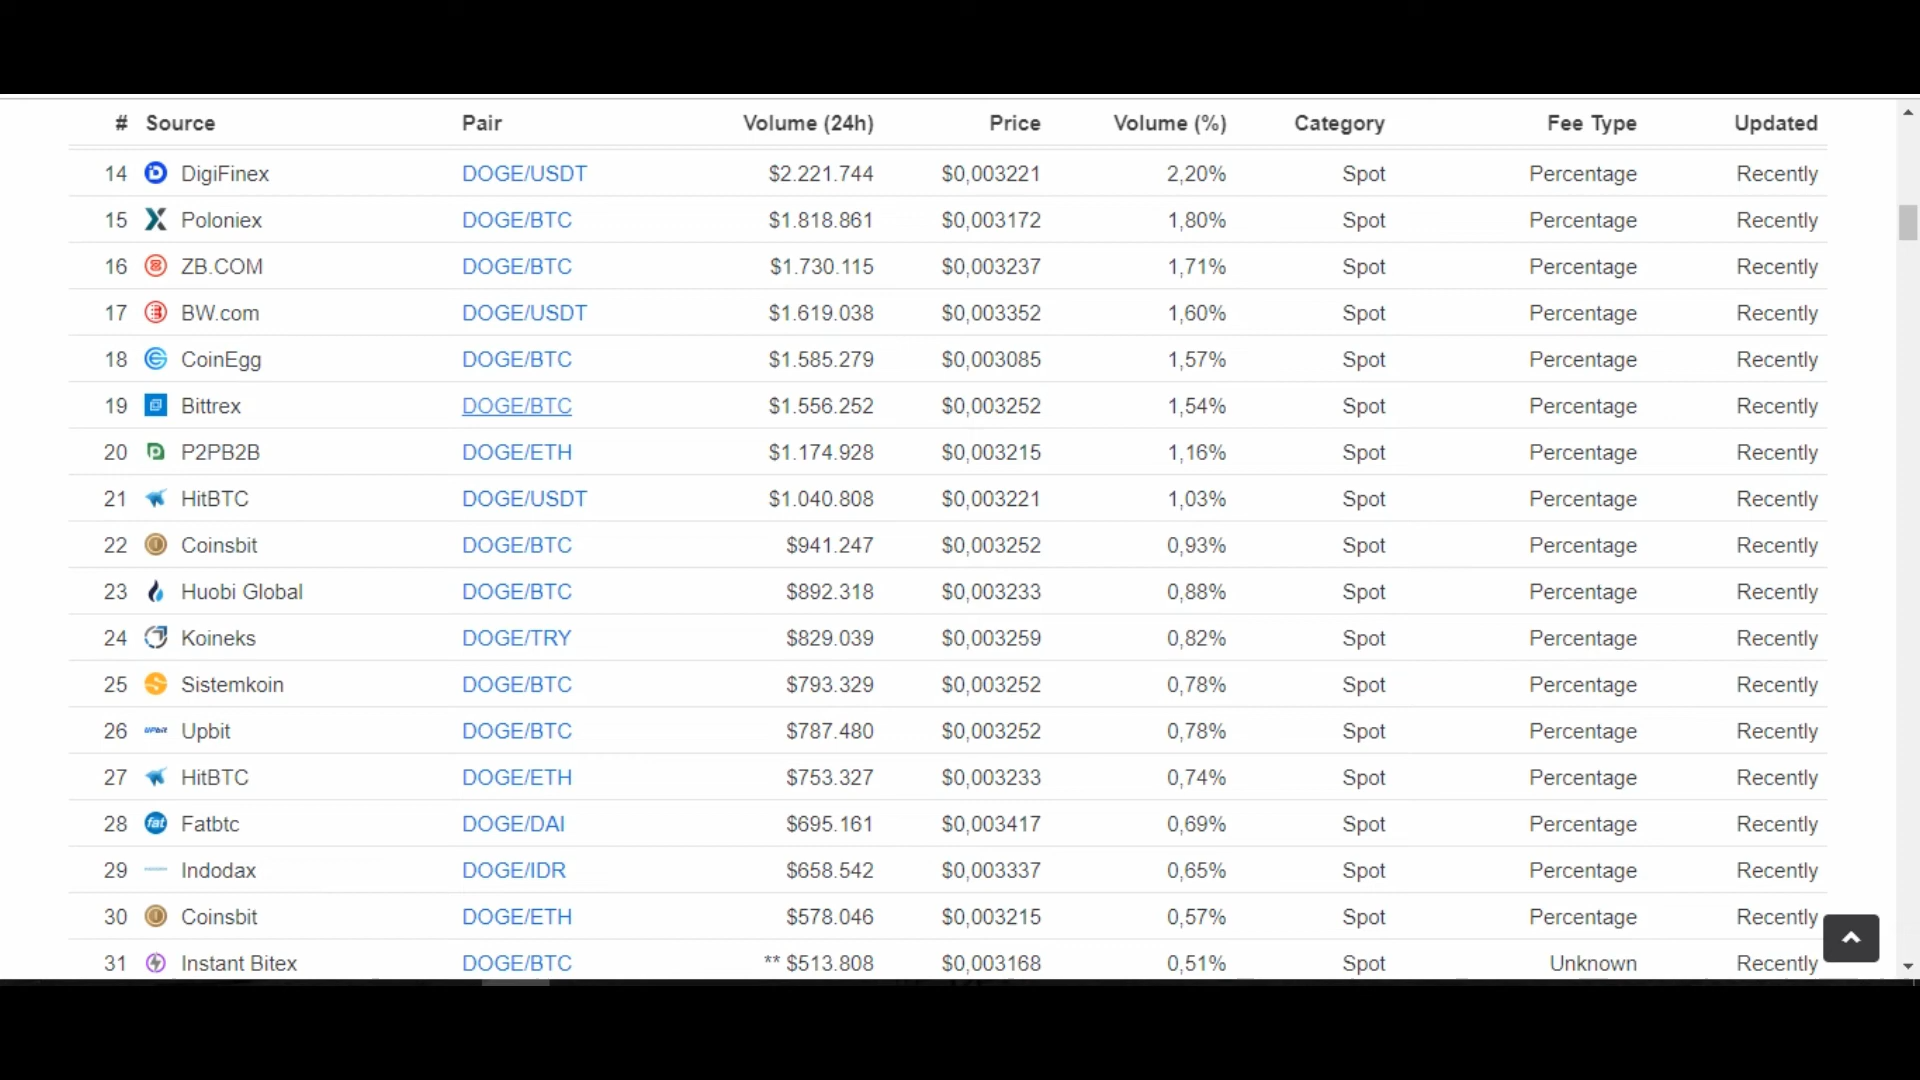 # Source Pair Volume (24h) Price Volume (%) Category Fee Type Updated
14 DigiFinex DOGE/USDT $2.221.744 $0,003221 2,20% Spot Percentage Recently
15 Poloniex DOGE/BTC $1.818.861 $0,003172 1,80% Spot Percentage Recently
16 ZB.COM DOGE/BTC $1.730.115 $0,003237 1,71% Spot Percentage Recently
17 BW.com DOGE/USDT $1.619.038 $0,003352 1,60% Spot Percentage Recently
18 CoinEgg DOGE/BTC $1.585.279 $0,003085 1,57% Spot Percentage Recently
19 Bittrex DOGE/BTC $1.556.252 $0,003252 1,54% Spot Percentage Recently
20 P2PB2B DOGE/ETH $1.174.928 $0,003215 1,16% Spot Percentage Recently
21 HitBTC DOGE/USDT $1.040.808 $0,003221 1,03% Spot Percentage Recently
22 Coinsbit DOGE/BTC $941.247 $0,003252 0,93% Spot Percentage Recently
23 Huobi Global DOGE/BTC $892.318 $0,003233 0,88% Spot Percentage Recently
24 Koineks DOGE/TRY $829.039 $0,003259 0,82% Spot Percentage Recently
25 Sistemkoin DOGE/BTC $793.329 $0,003252 0,78% Spot Percentage Recently
26 UPbit Upbit DOGE/BTC $787.480 $0,003252 0,78% Spot Percentage Recently
27 HitBTC DOGE/ETH $753.327 $0,003233 0,74% Spot Percentage Recently
28 fat Fatbtc DOGE/DAI $695.161 $0,003417 0,69% Spot Percentage Recently
29 Indodax DOGE/IDR $658.542 $0,003337 0,65% Spot Percentage Recently
30 Coinsbit DOGE/ETH $578.046 $0,003215 0,57% Spot Percentage Recently
31 Instant Bitex DOGE/BTC ** $513.808 $0,003168 0,51% Spot Unknown Recently